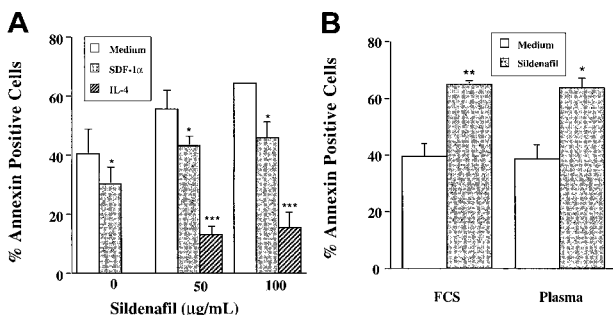 A
80
60
40
20
0
% Annexin Positive Cells
Medium
SDF-1α
IL-4
*
*
***
*
***
0
50
100
Sildenafil (µg/mL)
B
80
60
40
60
0
% Annexin Positive Cells
Medium
Sildenafil
**
*
FCS
Plasma